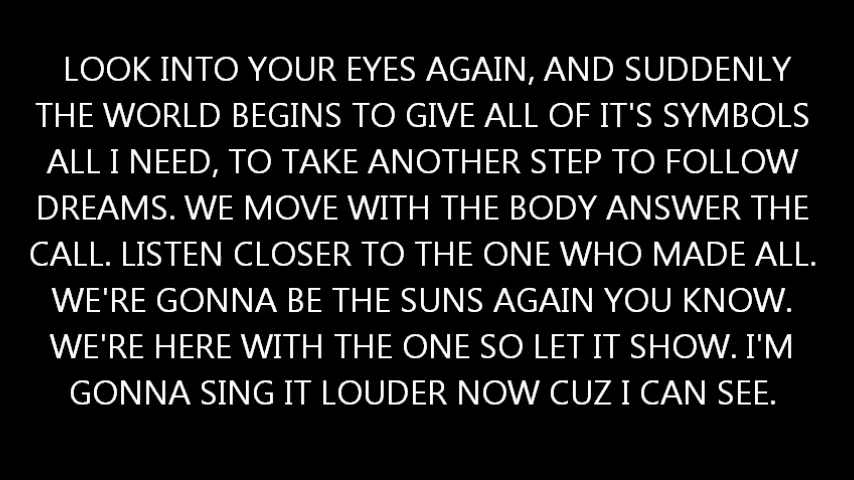 LOOK INTO YOUR EYES AGAIN, AND SUDDENLY
THE WORLD BEGINS TO GIVE ALL OF IT'S SYMBOLS
ALL I NEED, TO TAKE ANOTHER STEP TO FOLLOW
DREAMS. WE MOVE WITH THE BODY ANSWER THE
CALL. LISTEN CLOSER TO THE ONE WHO MADE ALL.
WE'RE GONNA BE THE SUNS AGAIN YOU KNOW.
WE'RE HERE WITH THE ONE SO LET IT SHOW. I'M
GONNA SING IT LOUDER NOW CUZ I CAN SEE.